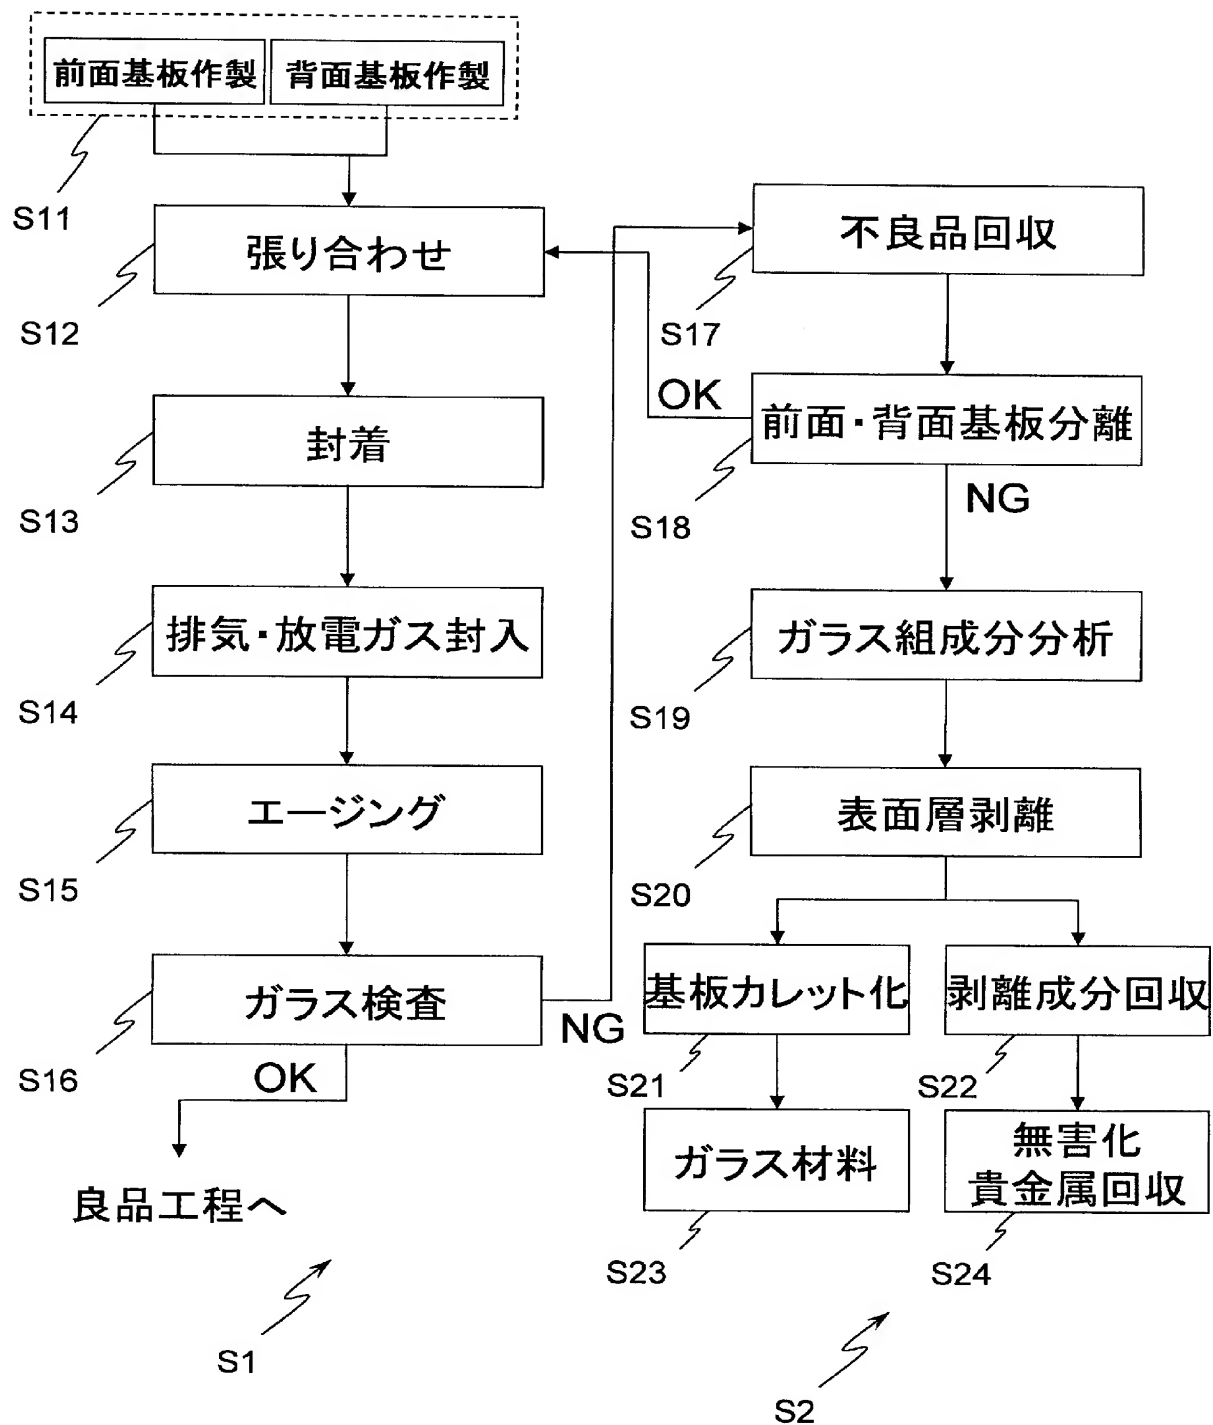 前面基板作製
背面基板作製
S11
張り合わせ
S12
封着
S13
排気・放電ガス封入
S14
エージング
S15
ガラス検査
S16
NG
OK
良品工程へ
S1
不良品回収
S17
OK
前面・背面基板分離
S18
NG
ガラス組成分分析
S19
表面層剥離
S20
基板カレット化
剥離成分回収
S21
S22
ガラス材料
無害化
貴金属回収
S23
S24
S2